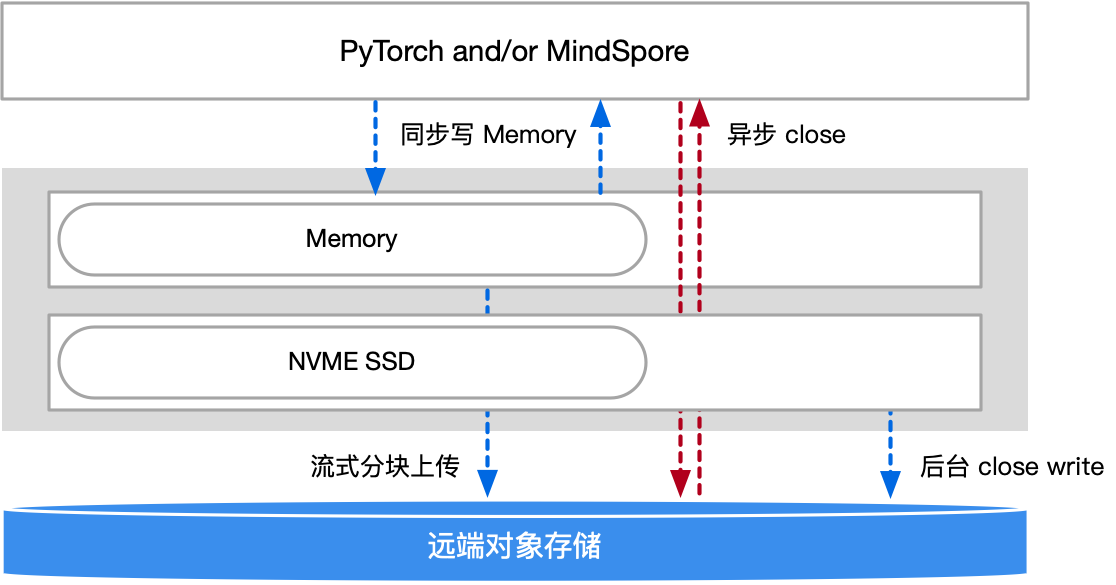 PyTorch and/or MindSpore
同步写 Memory
异步 close
Memory
NVME SSD
流式分块上传
后台 close write
远端对象存储